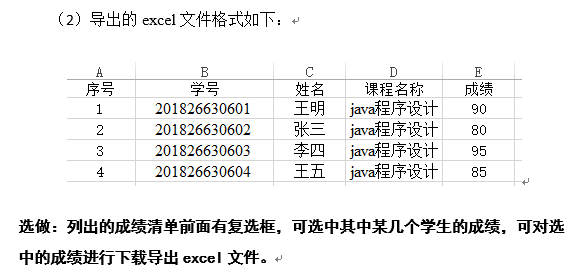 （2）导出的 excel 文件格式如下：
A B C D E
序号 学号 姓名 课程名称 成绩
1 201826630601 王明 java程序设计 90
2 201826630602 张三 java程序设计 80
3 201826630603 李四 java程序设计 95
4 201826630604 王五 java程序设计 85
选做：列出的成绩清单前面有复选框，可选中其中某几个学生的成绩，可对选
中的成绩进行下载导出 excel 文件。